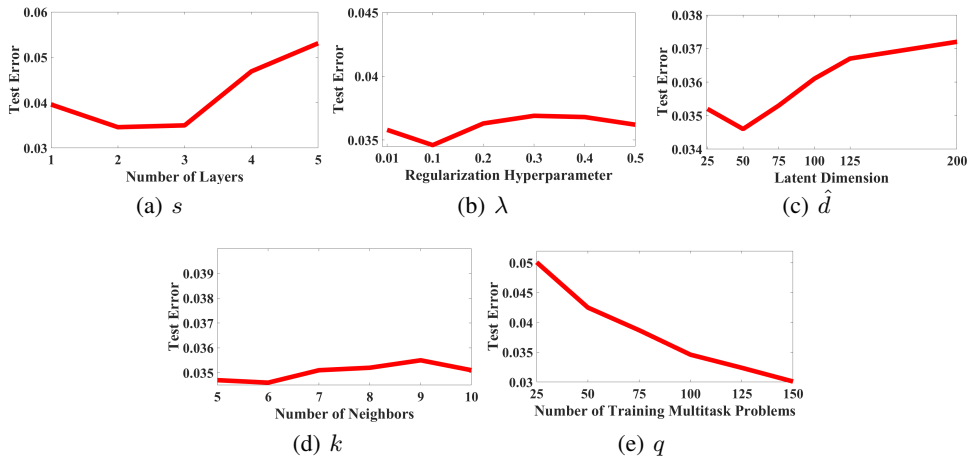 0.06
0.05
0.04
0.03
Test Error
1 2 3 4 5
Number of Layers
(a) s
0.045
0.04
0.035
Test Error
0.01 0.1 0.2 0.3 0.4 0.5
Regularization Hyperparameter
(b) λ
0.038
0.037
0.036
0.035
0.034
Test Error
25 50 75 100 125 200
Latent Dimension
(c) d̂
0.039
0.038
0.037
0.036
0.035
Test Error
5 6 7 8 9 10
Number of Neighbors
(d) k
0.05
0.045
0.04
0.035
0.03
Test Error
25 50 75 100 125 150
Number of Training Multitask Problems
(e) q